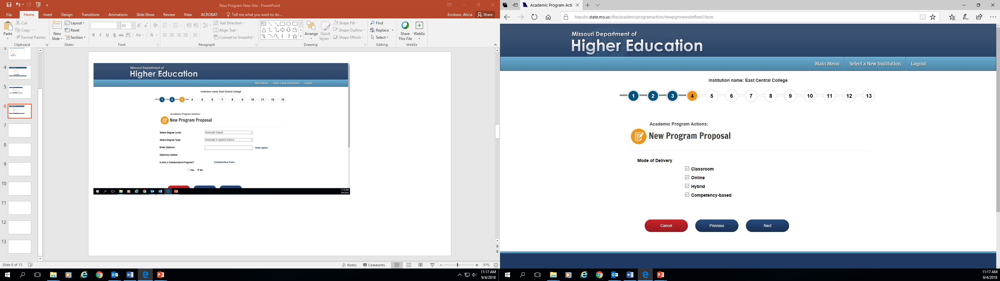 New Program New Site - PowerPoint
File Home Insert Design Transitions Animations Slide Show Review View ACROBAT Tell me what you want to do... Erickson, Alicia Share
Paste
Cut
Copy
Format Painter
Clipboard
New Slide
Layout
Reset
Section
Slides
60
B I U S abc AV Aa A
Font
Text Direction
Align Text
Convert to SmartArt
Paragraph
Arrange
Quick Styles
Shape Fill
Shape Outline
Shape Effects
Drawing
Find
Replace
Select
Editing
Share This File
WebEx
WebEx
3
4
5
6
7
8
9
10
11
12
13
Missouri Department of
Higher Education
Main Menu Select a New Institution Logout
Institution name: East Central College
1 2 3 4 5 6 7 8 9 10 11 12 13
Academic Program Actions:
New Program Proposal
Select Degree Level: Associate Degree
Select Degree Type: Associate in Applied Science
Enter Options: +Add option
Option(s) Added:
Is this a Collaborative Program? Collaborative Form
Yes No
11:10 AM
9/4/2018
Slide 6 of 13 Notes Comments 91%
11:17 AM
9/4/2018
Academic Program Acti
hepubn.state.mo.us/dhe/academicprogramaction/newpgmnewsiteflow5.faces
Missouri Department of
Higher Education
Main Menu Select a New Institution Logout
Institution name: East Central College
1 2 3 4 5 6 7 8 9 10 11 12 13
Academic Program Actions:
New Program Proposal
Mode of Delivery
Classroom
Online
Hybrid
Competency-based
Cancel Previous Next
11:17 AM
9/4/2018